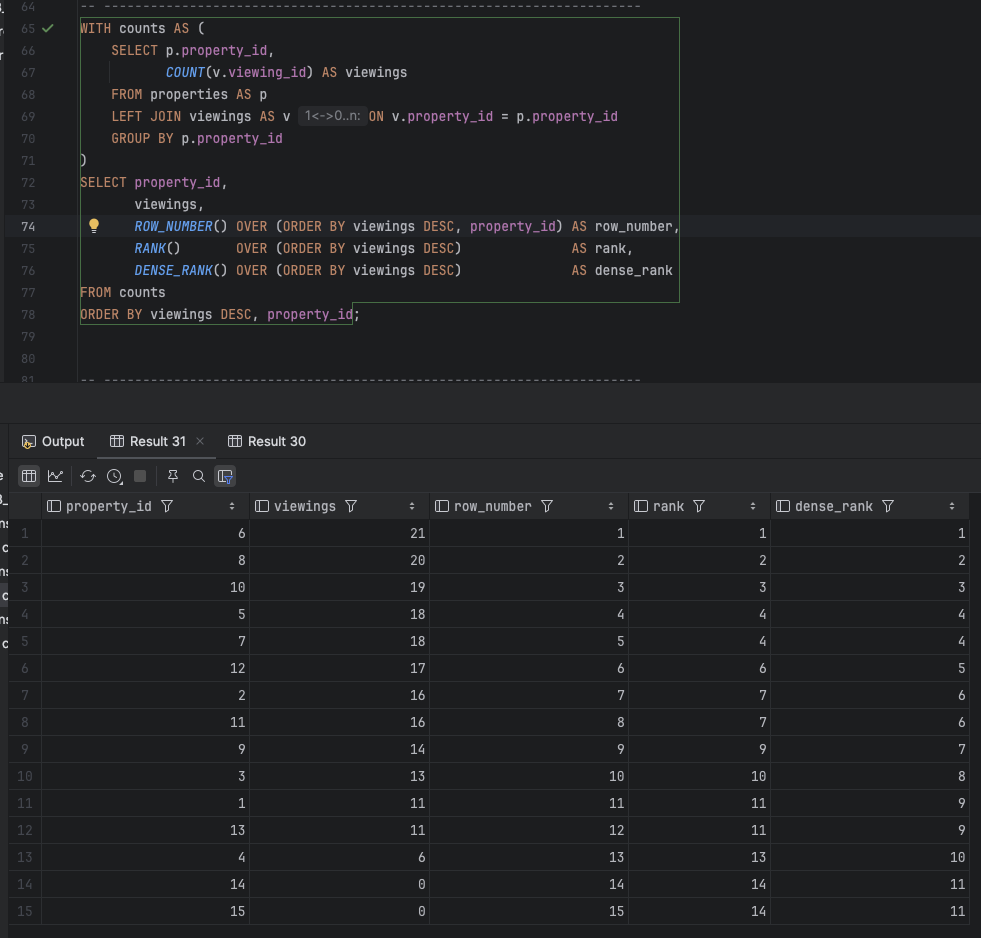 64 -- ---------------------------------------------------------------------
65 WITH counts AS (
66 SELECT p.property_id,
67 COUNT(v.viewing_id) AS viewings
68 FROM properties AS p
69 LEFT JOIN viewings AS v 1<->0..n: ON v.property_id = p.property_id
70 GROUP BY p.property_id
71 )
72 SELECT property_id,
73 viewings,
74 ROW_NUMBER() OVER (ORDER BY viewings DESC, property_id) AS row_number,
75 RANK() OVER (ORDER BY viewings DESC) AS rank,
76 DENSE_RANK() OVER (ORDER BY viewings DESC) AS dense_rank
77 FROM counts
78 ORDER BY viewings DESC, property_id;
79
80
81 -- ---------------------------------------------------------------------
Output Result 31 × Result 30
property_id viewings row_number rank dense_rank
1 6 21 1 1 1
2 8 20 2 2 2
3 10 19 3 3 3
4 5 18 4 4 4
5 7 18 5 4 4
6 12 17 6 6 5
7 2 16 7 7 6
8 11 16 8 7 6
9 9 14 9 9 7
10 3 13 10 10 8
11 1 11 11 11 9
12 13 11 12 11 9
13 4 6 13 13 10
14 14 0 14 14 11
15 15 0 15 14 11